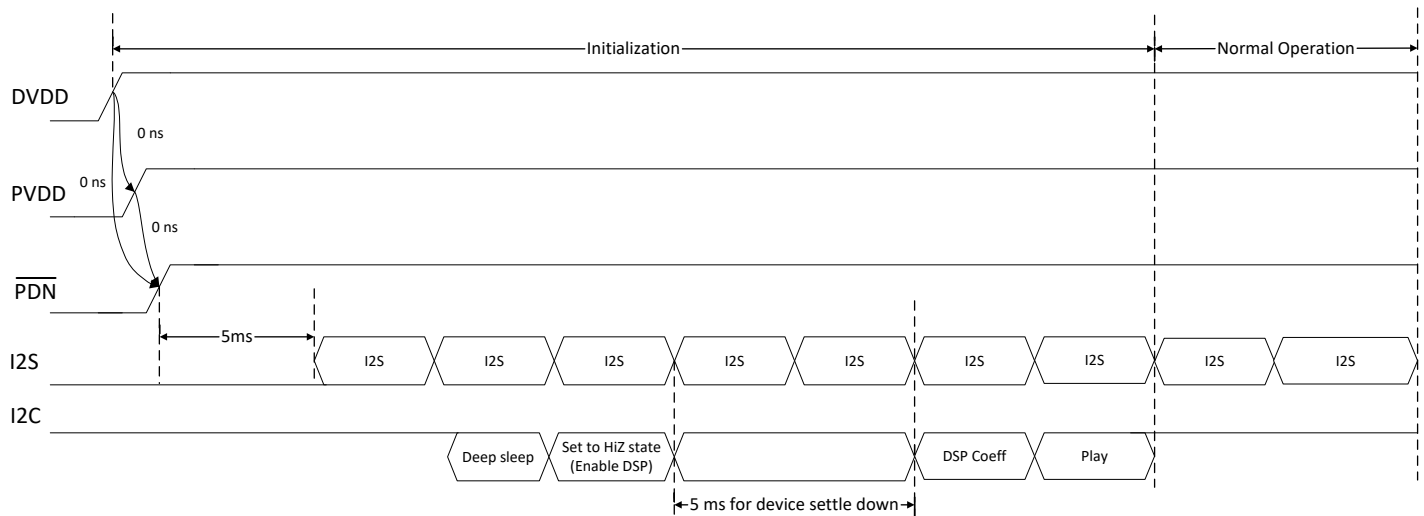 Initialization
Normal Operation
DVDD
0 ns
PVDD
0 ns
0 ns
PDN
5ms
I2S
I2S
I2S
I2S
I2S
I2S
I2S
I2S
I2S
I2S
I2C
Deep sleep
Set to HiZ state
(Enable DSP)
DSP Coeff
Play
5 ms for device settle down